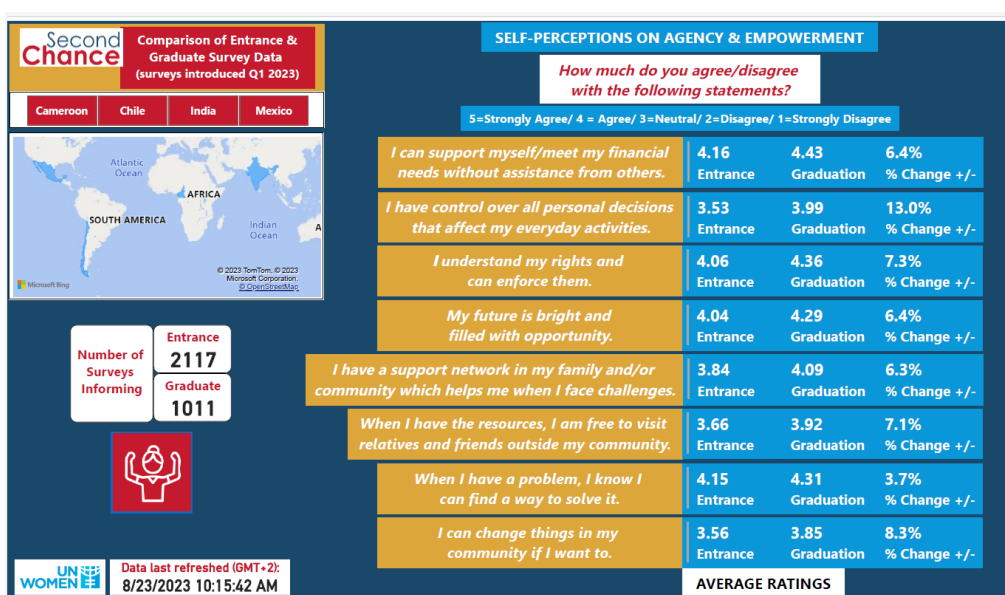 Second
Chance
Comparison of Entrance &
Graduate Survey Data
(surveys introduced Q1 2023)
Cameroon
Chile
India
Mexico
Atlantic
Ocean
AFRICA
SOUTH AMERICA
Indian
Ocean
A
© 2023 TomTom, © 2023
Microsoft Corporation,
© OpenStreetMap
Microsoft Bing
Number of
Surveys
Informing
Entrance
2117
Graduate
1011
UN
WOMEN
Data last refreshed (GMT+2):
8/23/2023 10:15:42 AM
SELF-PERCEPTIONS ON AGENCY & EMPOWERMENT
How much do you agree/disagree
with the following statements?
5=Strongly Agree/ 4 = Agree/ 3=Neutral/ 2=Disagree/ 1=Strongly Disagree
I can support myself/meet my financial
needs without assistance from others.
4.16 4.43 6.4%
Entrance Graduation % Change +/-
I have control over all personal decisions
that affect my everyday activities.
3.53 3.99 13.0%
Entrance Graduation % Change +/-
I understand my rights and
can enforce them.
4.06 4.36 7.3%
Entrance Graduation % Change +/-
My future is bright and
filled with opportunity.
4.04 4.29 6.4%
Entrance Graduation % Change +/-
I have a support network in my family and/or
community which helps me when I face challenges.
3.84 4.09 6.3%
Entrance Graduation % Change +/-
When I have the resources, I am free to visit
relatives and friends outside my community.
3.66 3.92 7.1%
Entrance Graduation % Change +/-
When I have a problem, I know I
can find a way to solve it.
4.15 4.31 3.7%
Entrance Graduation % Change +/-
I can change things in my
community if I want to.
3.56 3.85 8.3%
Entrance Graduation % Change +/-
AVERAGE RATINGS